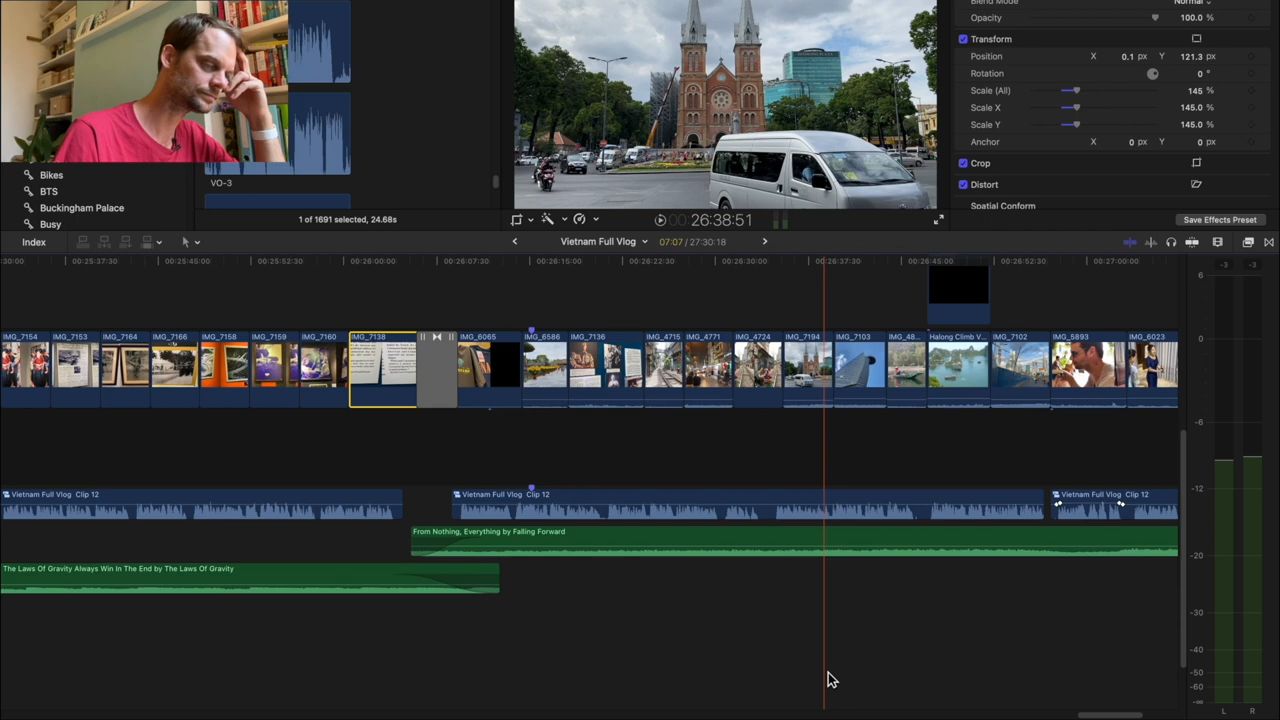 Blend Mode
Normal
Opacity
100.0 %
Transform
Position X 0.1 px Y 121.3 px
Rotation 0 °
Scale (All) 145 %
Scale X 145.0 %
Scale Y 145.0 %
Anchor X 0 px Y 0 px
Crop
Distort
Spatial Conform
Save Effects Preset
Bikes
BTS
Buckingham Palace
Busy
VO-3
1 of 1691 selected, 24.68s
00:26:38:51
Index
Vietnam Full Vlog
07:07 / 27:30:18
:30:00 00:25:37:30 00:25:45:00 00:25:52:30 00:26:00:00 00:26:07:30 00:26:15:00 00:26:22:30 00:26:30:00 00:26:37:30 00:26:45:00 00:26:52:30 00:27:00:00
IMG_7154 IMG_7153 IMG_7164 IMG_7166 IMG_7158 IMG_7159 IMG_7160 IMG_7138 IMG_6065 IMG_6586 IMG_7136 IMG_4715 IMG_4771 IMG_4724 IMG_7194 IMG_7103 IMG_48... Halong Climb V... IMG_7102 IMG_5893 IMG_6023
Vietnam Full Vlog Clip 12
Vietnam Full Vlog Clip 12
Vietnam Full Vlog Clip 12
From Nothing, Everything by Falling Forward
The Laws Of Gravity Always Win In The End by The Laws Of Gravity
-3 -3
6
0
-6
-12
-20
-30
-40
-50
-60
-∞
L R